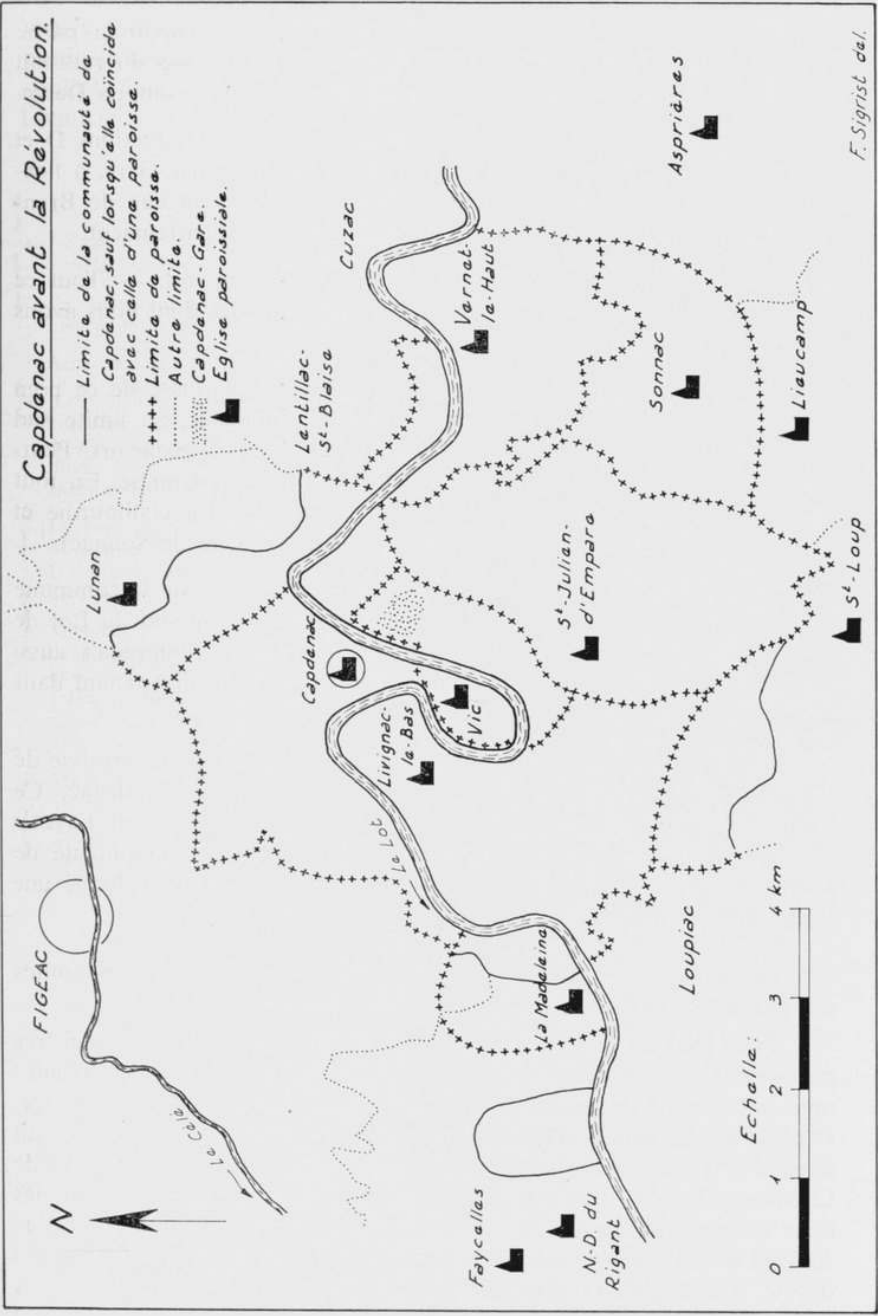 Capdenac avant la Révolution.
Limite de la communauté de
Capdenac, sauf lorsqu'elle coïncide
avec celle d'une paroisse.
Limite de paroisse.
Autre limite.
Capdenac-Gare.
Eglise paroissiale.
N
FIGEAC
Le Célé
Lunan
Lentillac-
St-Blaise
Cuzac
Capdenac
Livignac-
le-Bas
Vic
Le Lot
Vernet-
le-Haut
Asprières
Sonnac
St-Julien-
d'Empare
La Madeleine
Faycelles
N.-D. du
Rigant
Loupiac
St-Loup
Lieucamp
Echelle:
0 1 2 3 4 km
F. Sigrist del.